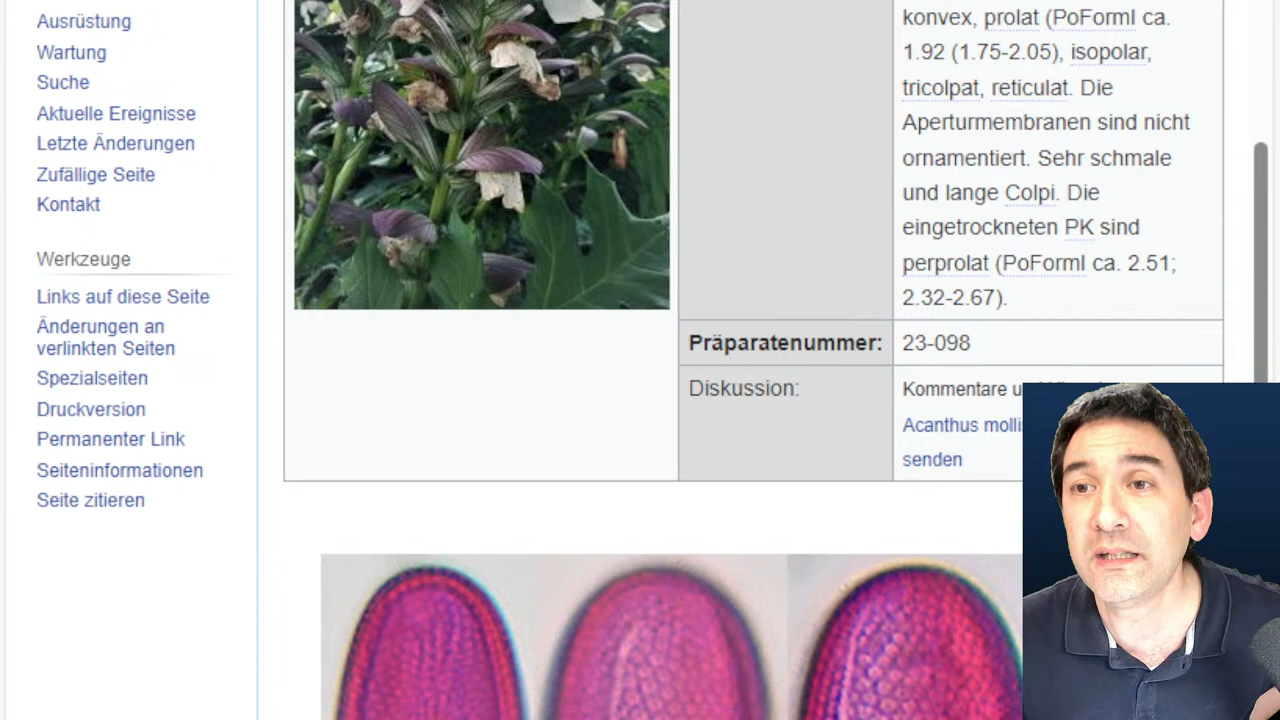 Ausrüstung
Wartung
Suche
Aktuelle Ereignisse
Letzte Änderungen
Zufällige Seite
Kontakt
Werkzeuge
Links auf diese Seite
Änderungen an
verlinkten Seiten
Spezialseiten
Druckversion
Permanenter Link
Seiteninformationen
Seite zitieren
konvex, prolat (PoFormI ca.
1.92 (1.75-2.05), isopolar,
tricolpat, reticulat. Die
Aperturmembranen sind nicht
ornamentiert. Sehr schmale
und lange Colpi. Die
eingetrockneten PK sind
perprolat (PoFormI ca. 2.51;
2.32-2.67).
Präparatenummer: 23-098
Diskussion: Kommentare
Acanthus
senden